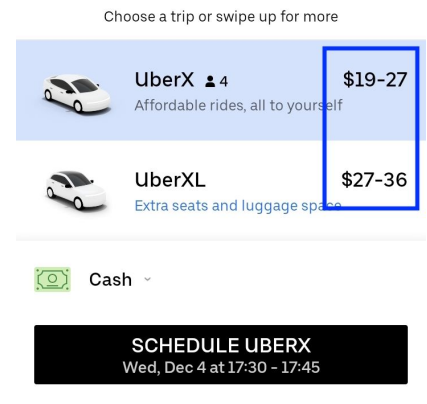 Choose a trip or swipe up for more
UberX 4 $19-27
Affordable rides, all to yourself
UberXL $27-36
Extra seats and luggage space
Cash
SCHEDULE UBERX
Wed, Dec 4 at 17:30 - 17:45